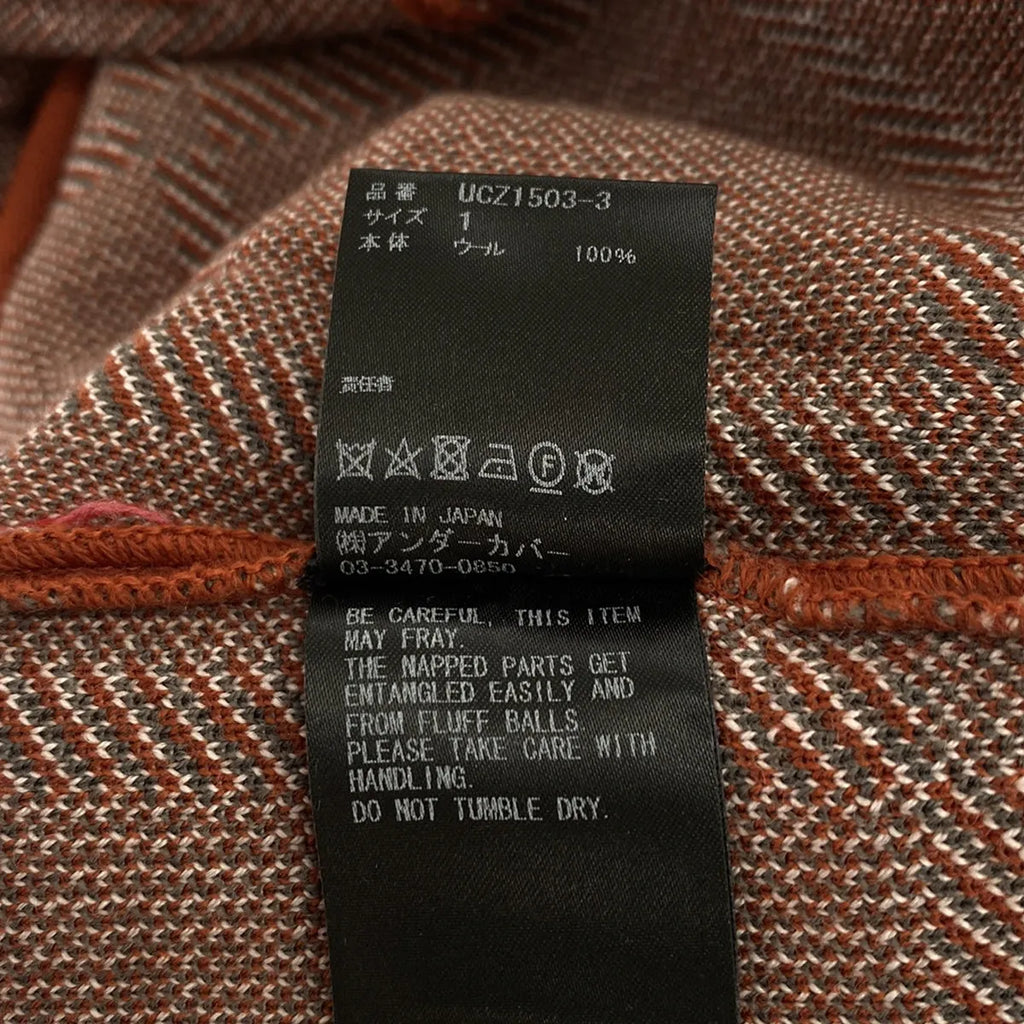 品番 UCZ1503-3
サイズ 1
本体 ウール 100%
責任者
MADE IN JAPAN
㈱アンダーカバー
03-3470-0850
BE CAREFUL, THIS ITEM
MAY FRAY.
THE NAPPED PARTS GET
ENTANGLED EASILY AND
FROM FLUFF BALLS
PLEASE TAKE CARE WITH
HANDLING.
DO NOT TUMBLE DRY.